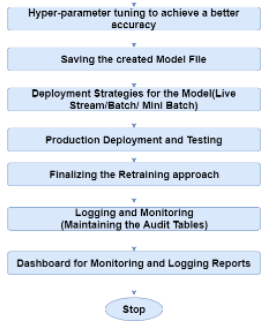 Hyper-parameter tuning to achieve a better
accuracy
Saving the created Model File
Deployment Strategies for the Model(Live
Stream/Batch/ Mini Batch)
Production Deployment and Testing
Finalizing the Retraining approach
Logging and Monitoring
(Maintaining the Audit Tables)
Dashboard for Monitoring and Logging Reports
Stop